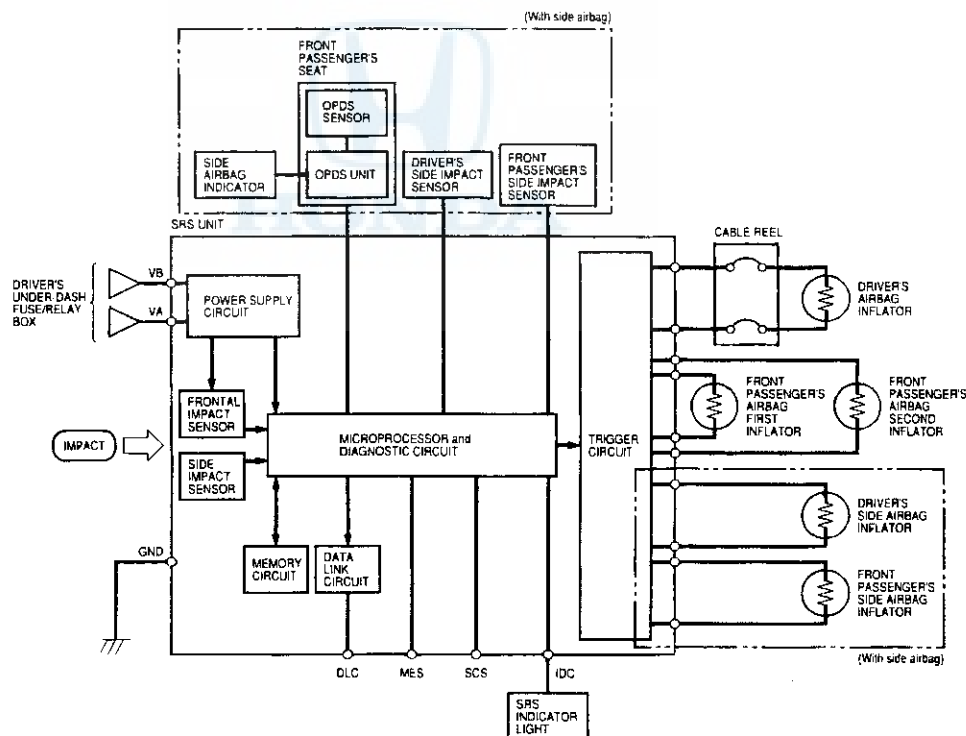 (With side airbag)
FRONT
PASSENGER'S
SEAT
OPDS
SENSOR
SIDE
AIRBAG
INDICATOR
OPDS UNIT
DRIVER'S
SIDE IMPACT
SENSOR
FRONT
PASSENGER'S
SIDE IMPACT
SENSOR
HONDA
SRS UNIT
CABLE REEL
DRIVER'S
UNDER-DASH
FUSE/RELAY
BOX
VB
VA
POWER SUPPLY
CIRCUIT
DRIVER'S
AIRBAG
INFLATOR
FRONTAL
IMPACT
SENSOR
FRONT
PASSENGER'S
AIRBAG
FIRST
INFLATOR
FRONT
PASSENGER'S
AIRBAG
SECOND
INFLATOR
IMPACT
SIDE
IMPACT
SENSOR
MICROPROCESSOR and
DIAGNOSTIC CIRCUIT
TRIGGER
CIRCUIT
DRIVER'S
SIDE AIRBAG
INFLATOR
GND
MEMORY
CIRCUIT
DATA
LINK
CIRCUIT
FRONT
PASSENGER'S
SIDE AIRBAG
INFLATOR
(With side airbag)
DLC
MES
SCS
IDC
SRS
INDICATOR
LIGHT